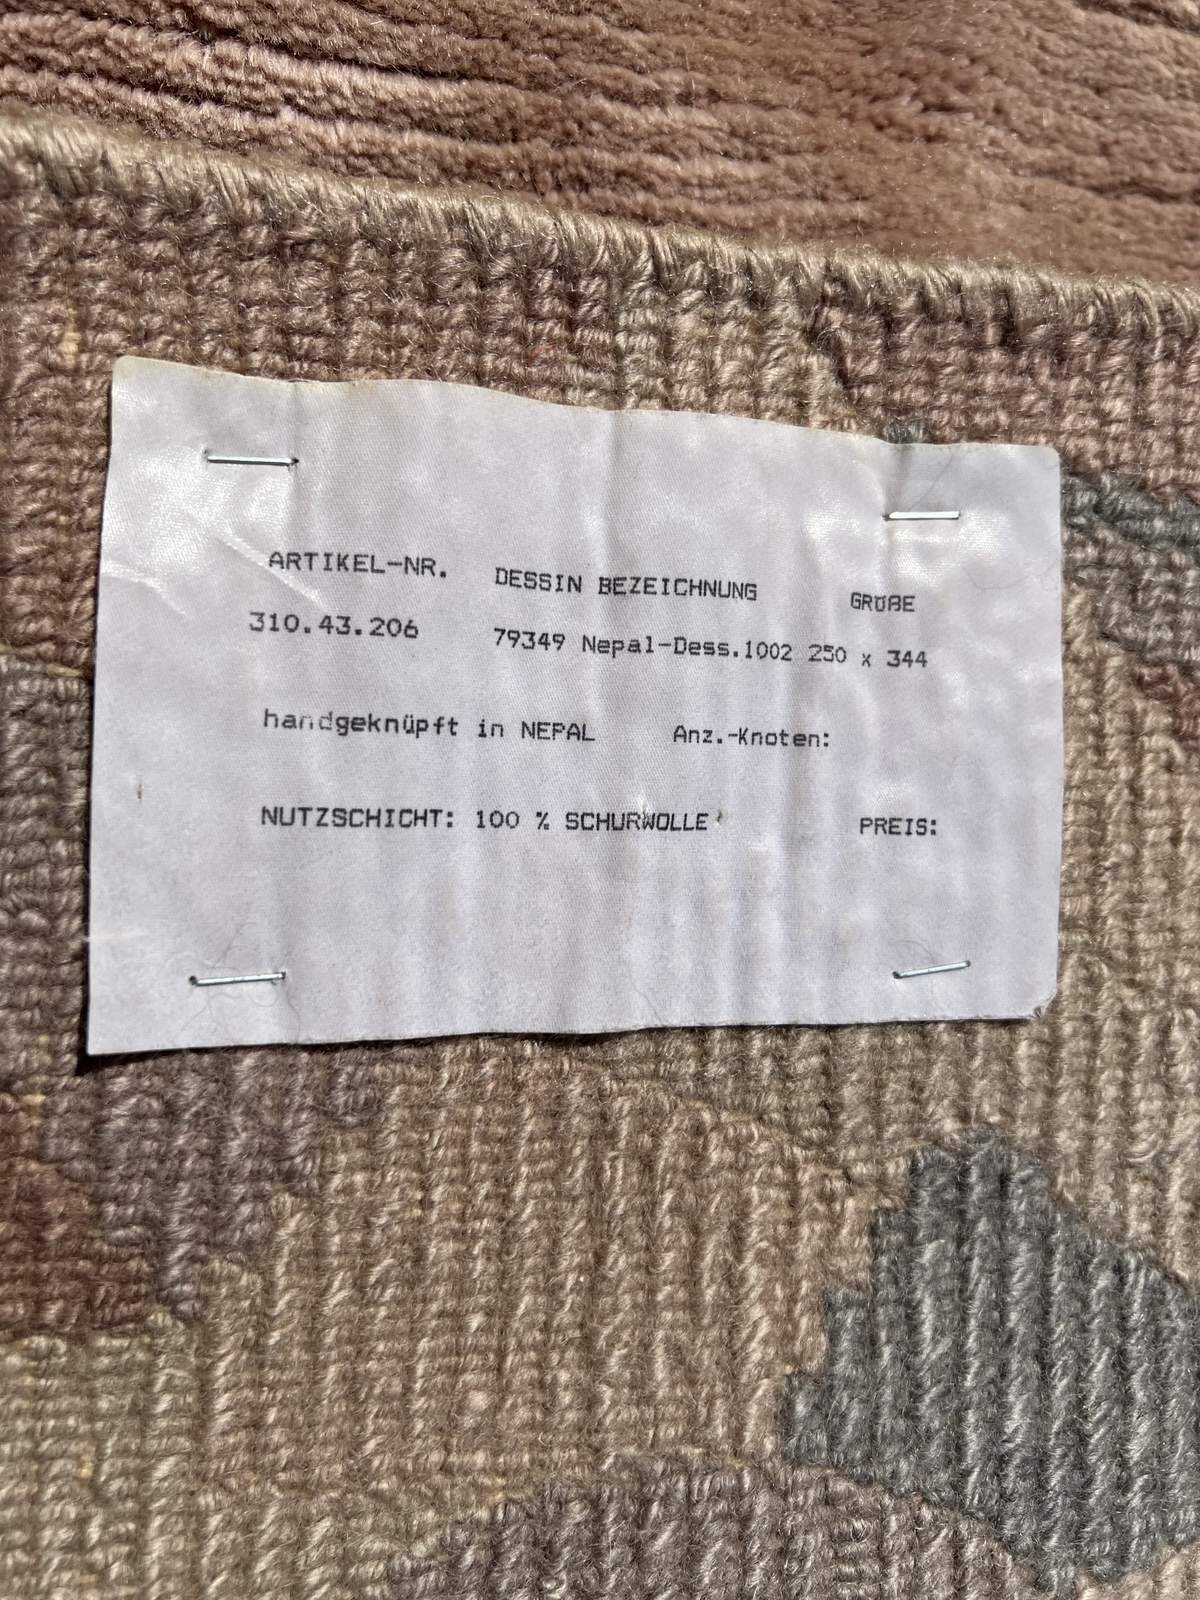 ARTIKEL-NR. DESSIN BEZEICHNUNG GRÖßE
310.43.206 79349 Nepal-Dess.1002 250 x 344
handgeknüpft in NEPAL Anz.-Knoten:
NUTZSCHICHT: 100 % SCHURWOLLE PREIS: